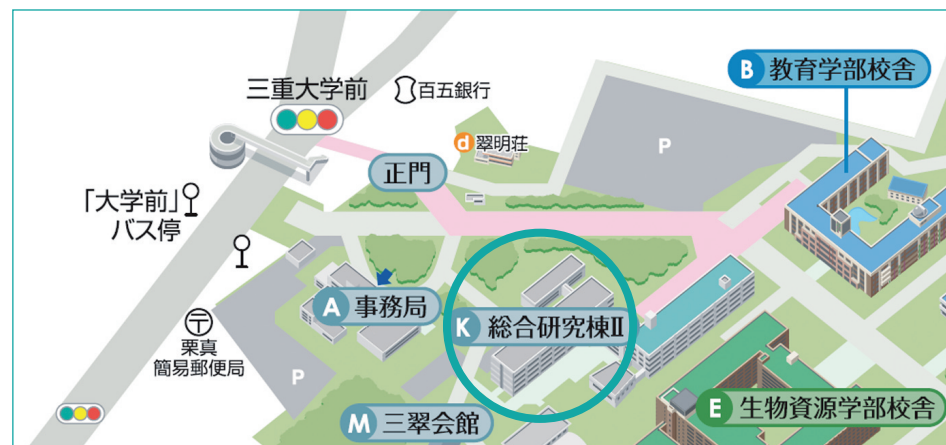 B 教育学部校舎
三重大学前
百五銀行
d 翠明荘
P
正門
「大学前」
バス停
A 事務局
K 総合研究棟Ⅱ
〒
栗真
簡易郵便局
P
M 三翠会館
E 生物資源学部校舎